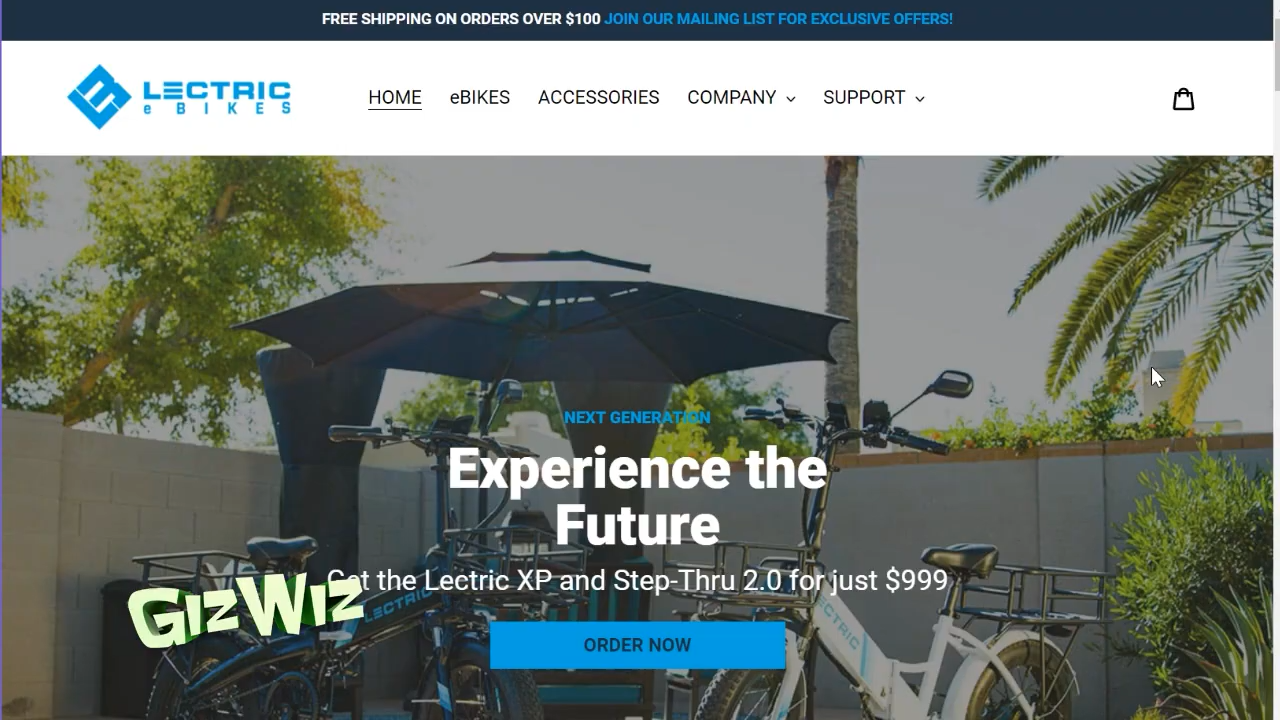 FREE SHIPPING ON ORDERS OVER $100 JOIN OUR MAILING LIST FOR EXCLUSIVE OFFERS!
LECTRIC
eBIKES
HOME eBIKES ACCESSORIES COMPANY SUPPORT
NEXT GENERATION
Experience the
Future
Get the Lectric XP and Step-Thru 2.0 for just $999
GIZWIZ
LECTRIC
LECTRIC
ORDER NOW